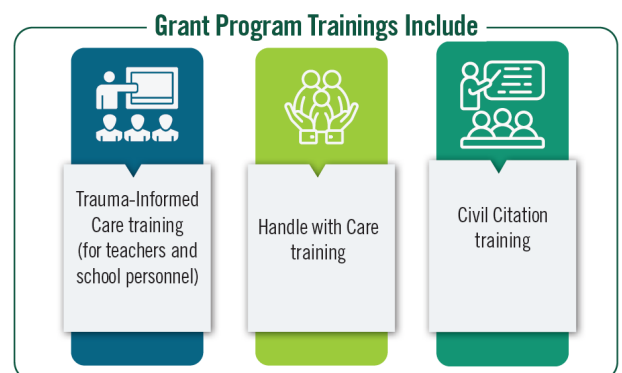 Grant Program Trainings Include
Trauma-Informed
Care training
(for teachers and
school personnel)
Handle with Care
training
Civil Citation
training